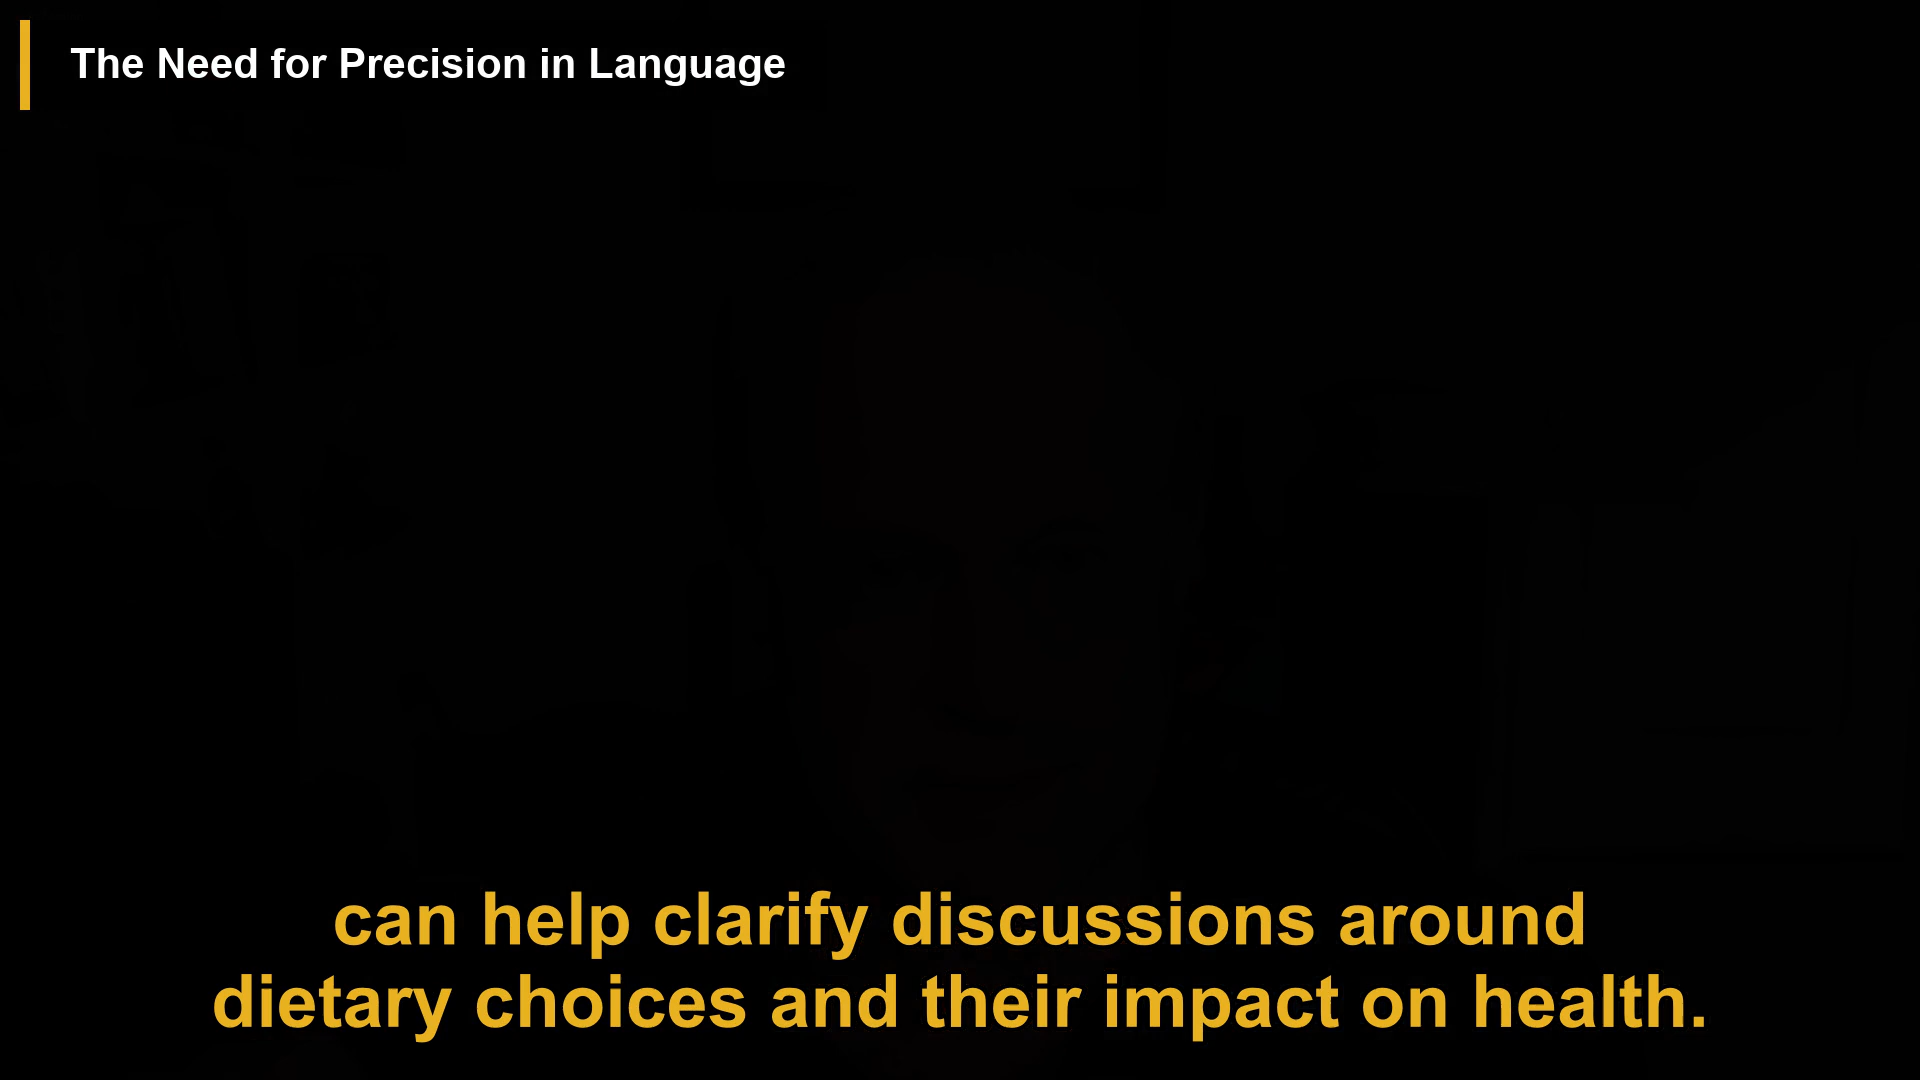 The Need for Precision in Language
can help clarify discussions around
dietary choices and their impact on health.